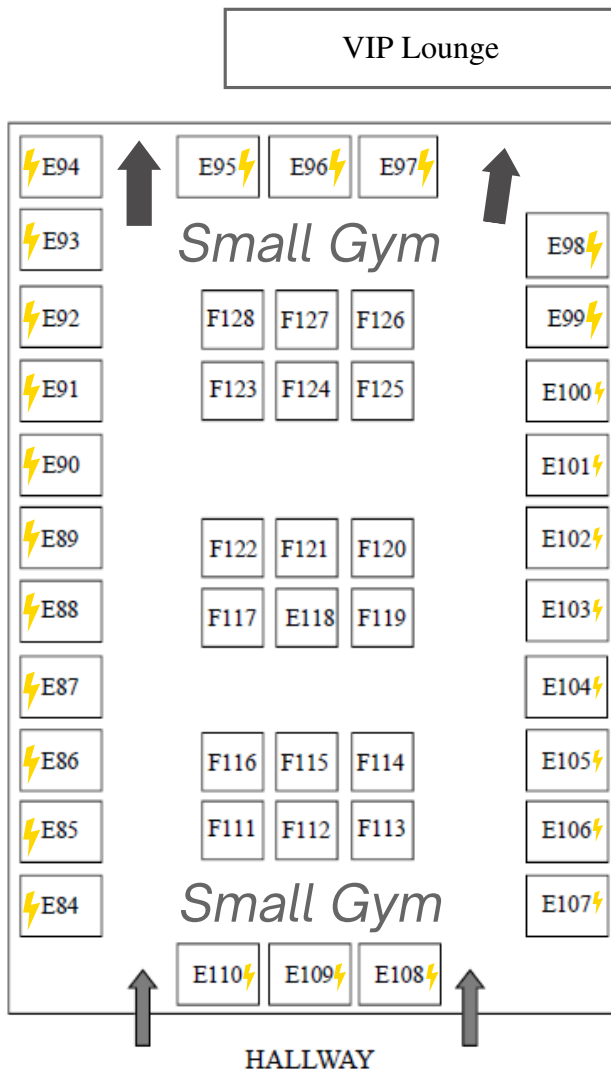 VIP Lounge
E94 E95 E96 E97
Small Gym
E93 E98
E92 F128 F127 F126 E99
E91 F123 F124 F125 E100
E90 E101
E89 F122 F121 F120 E102
E88 F117 E118 F119 E103
E87 E104
E86 F116 F115 F114 E105
E85 F111 F112 F113 E106
E84 Small Gym E107
E110 E109 E108
HALLWAY